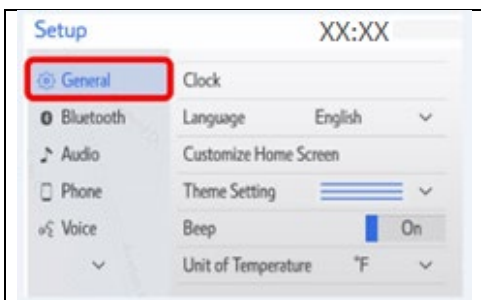 Setup XX:XX
General
Clock
Bluetooth
Language English
Audio
Customize Home Screen
Phone
Theme Setting
Voice
Beep On
Unit of Temperature °F